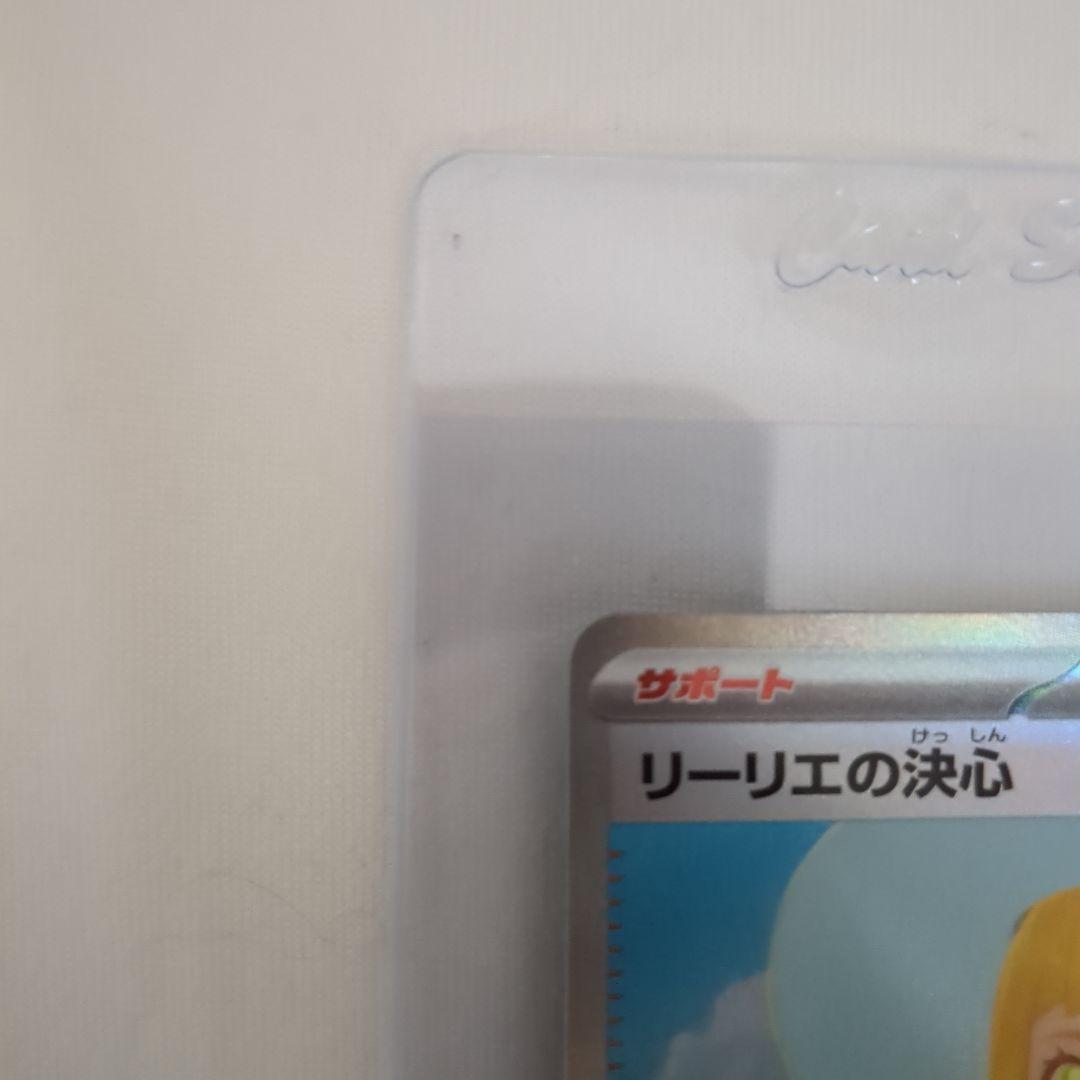 サポート
けっ しん
リーリエの決心